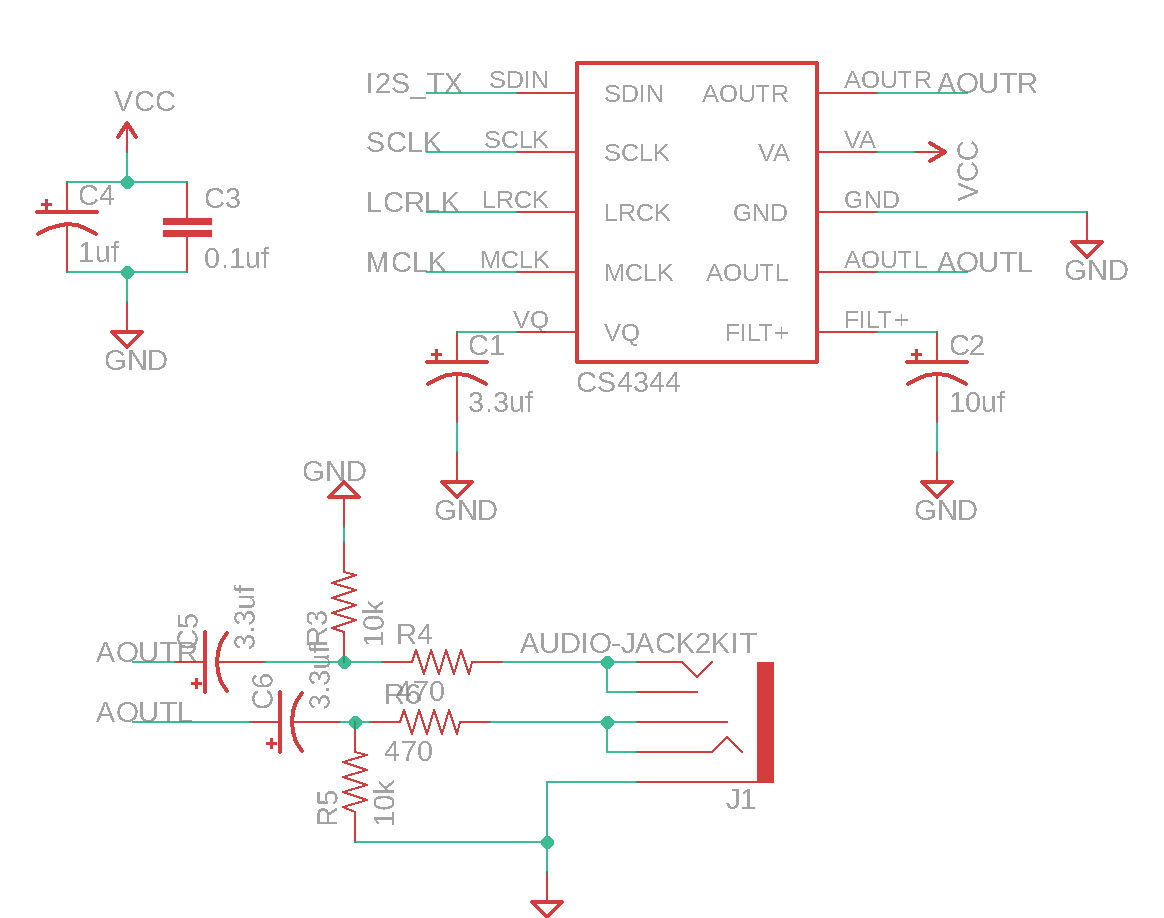 VCC
C4
1uf
C3
0.1uf
GND
I2S_TX SDIN
SCLK SCLK
LCRLK LRCK
MCLK MCLK
VQ
SDIN AOUTR
SCLK VA
LRCK GND
MCLK AOUTL
VQ FILT+
CS4344
AOUTR AOUTR
VA
VCC
GND
GND
AOUTL AOUTL
FILT+
C1
3.3uf
GND
C2
10uf
GND
GND
R3
10k
AOUTR
C5
3.3uf
R4
470
AUDIO-JACK2KIT
AOUTL
C6
3.3uf
R6
470
R5
10k
J1